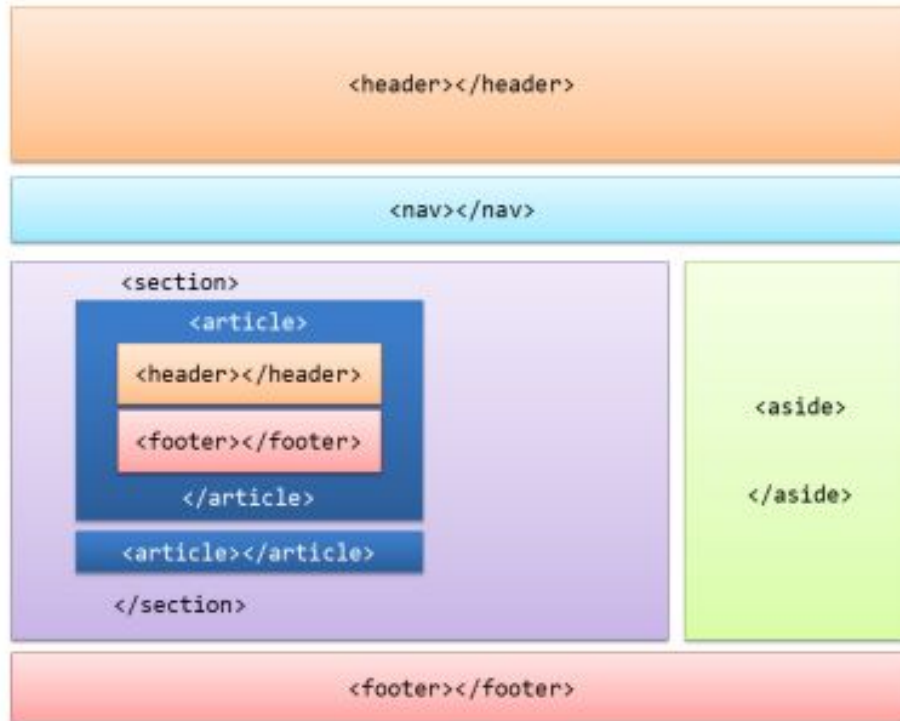 <header></header>
<nav></nav>
<section>
<article>
<header></header>
<footer></footer>
</article>
<article></article>
</section>
<aside>
</aside>
<footer></footer>